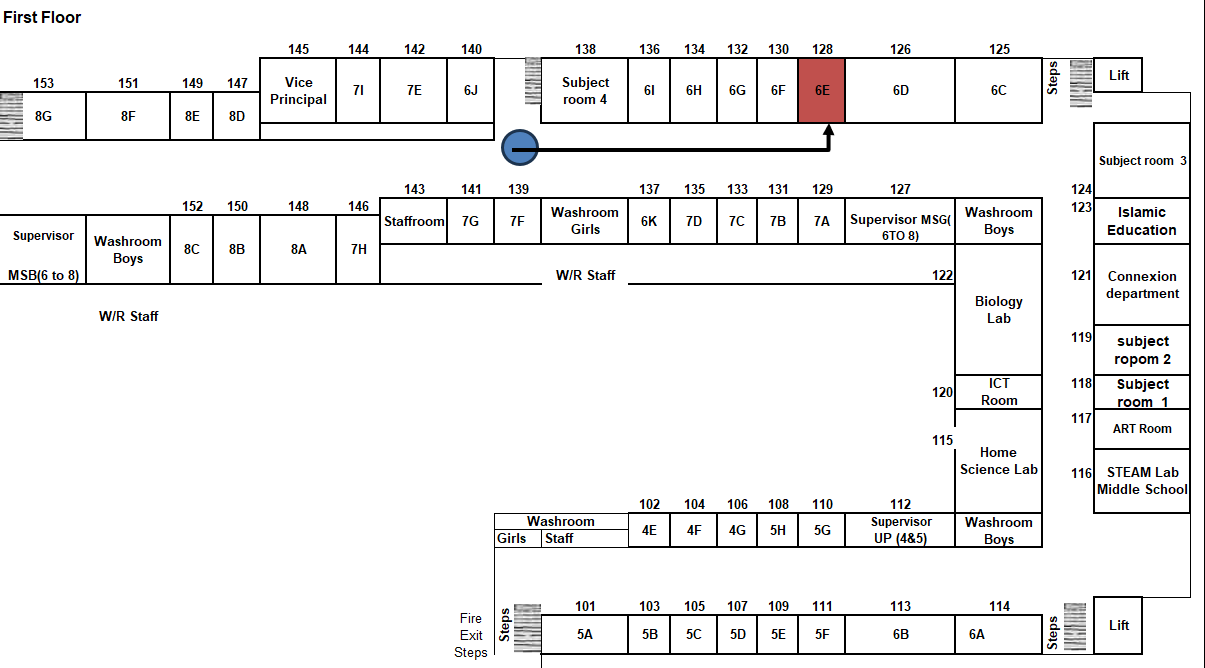 First Floor
145 144 142 140 138 136 134 132 130 128 126 125
153 151 149 147
Vice
Principal
7I 7E 6J
Subject
room 4
6I 6H 6G 6F 6E 6D 6C
Steps
Lift
8G 8F 8E 8D
Subject room 3
124
143 141 139 137 135 133 131 129 127
123
152 150 148 146
Staffroom 7G 7F
Washroom
Girls
6K 7D 7C 7B 7A
Supervisor MSG(
6TO 8)
Washroom
Boys
Islamic
Education
Supervisor
MSB(6 to 8)
Washroom
Boys
8C 8B 8A 7H
W/R Staff
122
121
Connexion
department
Biology
Lab
W/R Staff
119
subject
ropom 2
120
ICT
Room
118
Subject
room 1
117
ART Room
115
Home
Science Lab
116
STEAM Lab
Middle School
102 104 106 108 110 112
Washroom
Girls Staff
4E 4F 4G 5H 5G
Supervisor
UP (4&5)
Washroom
Boys
101 103 105 107 109 111 113 114
Fire
Exit
Steps
Steps
5A 5B 5C 5D 5E 5F 6B 6A
Steps
Lift